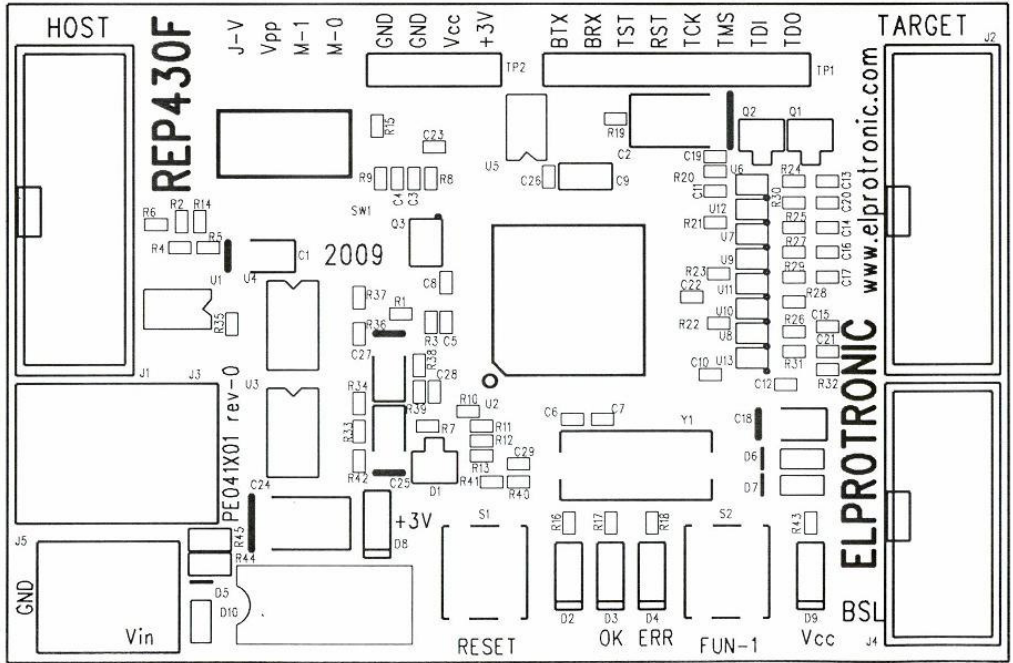 HOST
REP430F
J-V
Vpp
M-1
M-0
GND
GND
Vcc
+3V
BTX
BRX
TST
RST
TCK
TMS
TDI
TDO
TARGET
J2
TP2
TP1
www.elprotronic.com
R15
C23
U5
R19
C2
Q2
Q1
C19
R20
C11
U6
R24
C13
R30
C20
R9
C4
C3
R8
C26
C9
SW1
Q3
R6
R2
R14
R4
R5
U1
U4
C1
2009
R21
U12
U7
R25
C14
U9
R27
C16
R23
U11
R29
C17
C22
U10
R28
C8
R37
R1
R35
R36
R3
C5
R22
U8
R26
C15
C27
R38
U13
R31
C21
C10
C12
R32
J1
J3
U3
R34
R39
C28
U2
R10
R33
R7
R11
R12
R13
C6
C7
Y1
C18
PE041X01 rev-0
R42
C25
D1
R41
C29
R40
D6
D7
C24
ELPROTRONIC
J5
R45
R44
+3V
D8
S1
R16
R17
R18
S2
R43
GND
Vin
D5
D10
RESET
D2
D3
D4
OK ERR
FUN-1
D9
Vcc
BSL
J4